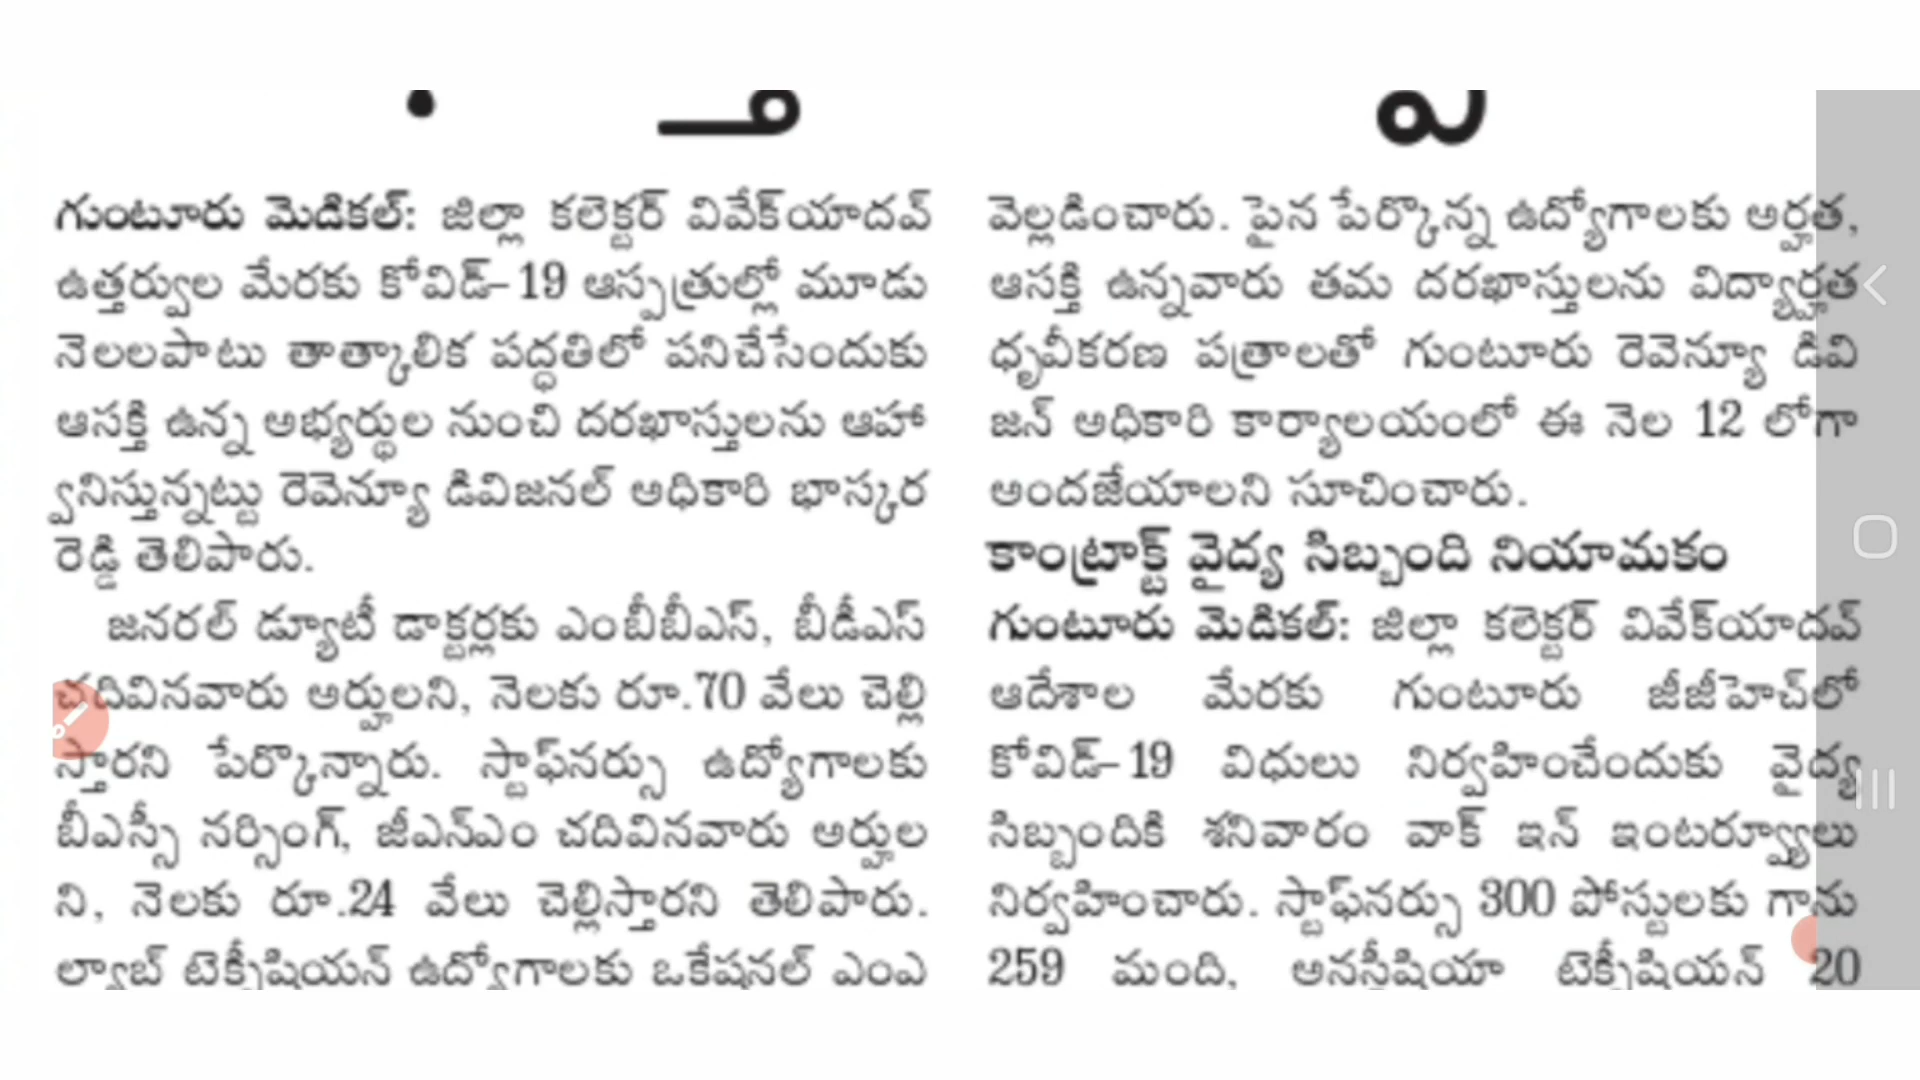 గుంటూరు మెడికల్: జిల్లా కలెక్టర్ వివేక్‌యాదవ్
ఉత్తర్వుల మేరకు కోవిడ్–19 ఆస్పత్రుల్లో మూడు
నెలలపాటు తాత్కాలిక పద్ధతిలో పనిచేసేందుకు
ఆసక్తి ఉన్న అభ్యర్థుల నుంచి దరఖాస్తులను ఆహా
్వనిస్తున్నట్టు రెవెన్యూ డివిజనల్ అధికారి భాస్కర
రెడ్డి తెలిపారు.
జనరల్ డ్యూటీ డాక్టర్లకు ఎంబీబీఎస్, బీడీఎస్
చదివినవారు అర్హులని, నెలకు రూ.70 వేలు చెల్లి
స్తారని పేర్కొన్నారు. స్టాఫ్‌నర్సు ఉద్యోగాలకు
బీఎస్సీ నర్సింగ్, జీఎన్ఎం చదివినవారు అర్హుల
ని, నెలకు రూ.24 వేలు చెల్లిస్తారని తెలిపారు.
ల్యాబ్ టెక్నీషియన్ ఉద్యోగాలకు ఒకేషనల్ ఎంఎ
వెల్లడించారు. పైన పేర్కొన్న ఉద్యోగాలకు అర్హత,
ఆసక్తి ఉన్నవారు తమ దరఖాస్తులను విద్యార్హత
ధృవీకరణ పత్రాలతో గుంటూరు రెవెన్యూ డివి
జన్ అధికారి కార్యాలయంలో ఈ నెల 12 లోగా
అందజేయాలని సూచించారు.
కాంట్రాక్ట్ వైద్య సిబ్బంది నియామకం
గుంటూరు మెడికల్: జిల్లా కలెక్టర్ వివేక్‌యాదవ్
ఆదేశాల మేరకు గుంటూరు జీజీహెచ్‌లో
కోవిడ్–19 విధులు నిర్వహించేందుకు వైద్య
సిబ్బందికి శనివారం వాక్ ఇన్ ఇంటర్వ్యూలు
నిర్వహించారు. స్టాఫ్‌నర్సు 300 పోస్టులకు గాను
259 మంది, అనస్తీషియా టెక్నీషియన్ 20